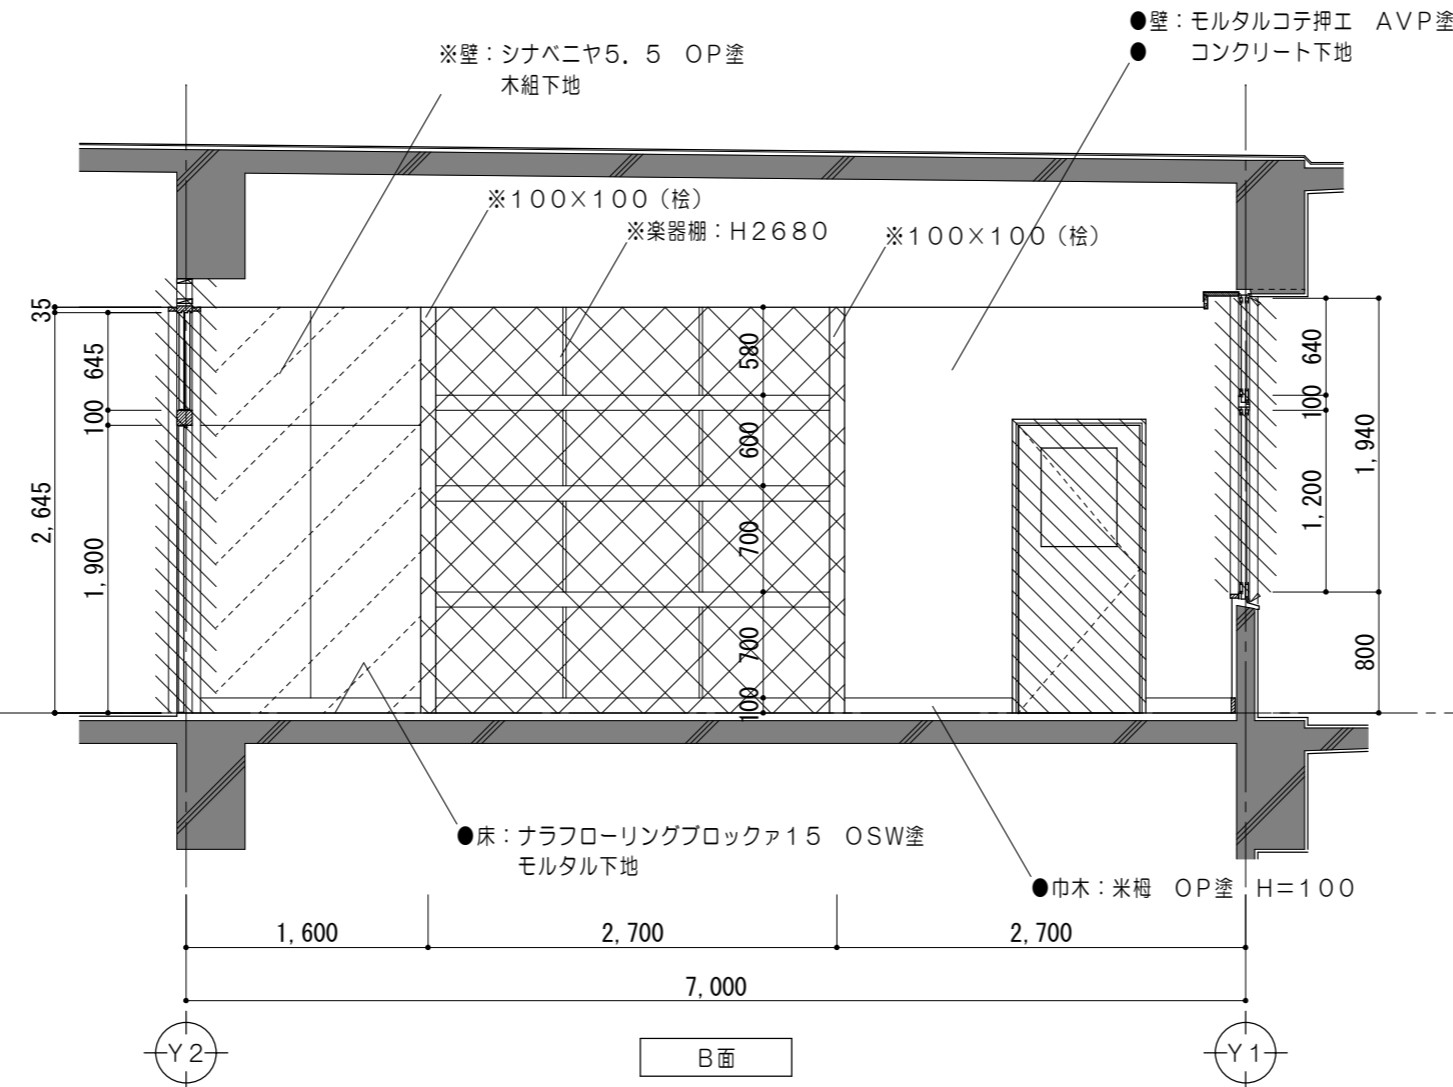 ●壁：モルタルコテ押エ　AVP塗
●　　コンクリート下地
※壁：シナベニヤ5．5　OP塗
木組下地
※100×100（桧）
※楽器棚：H2680
※100×100（桧）
35
645
100
1,900
2,645
580
600
700
700
100
640
100
1,200
1,940
800
●床：ナラフローリングブロックァ15　OSW塗
モルタル下地
●巾木：米栂　OP塗　H＝100
1,600
2,700
2,700
7,000
Y2
B面
Y1